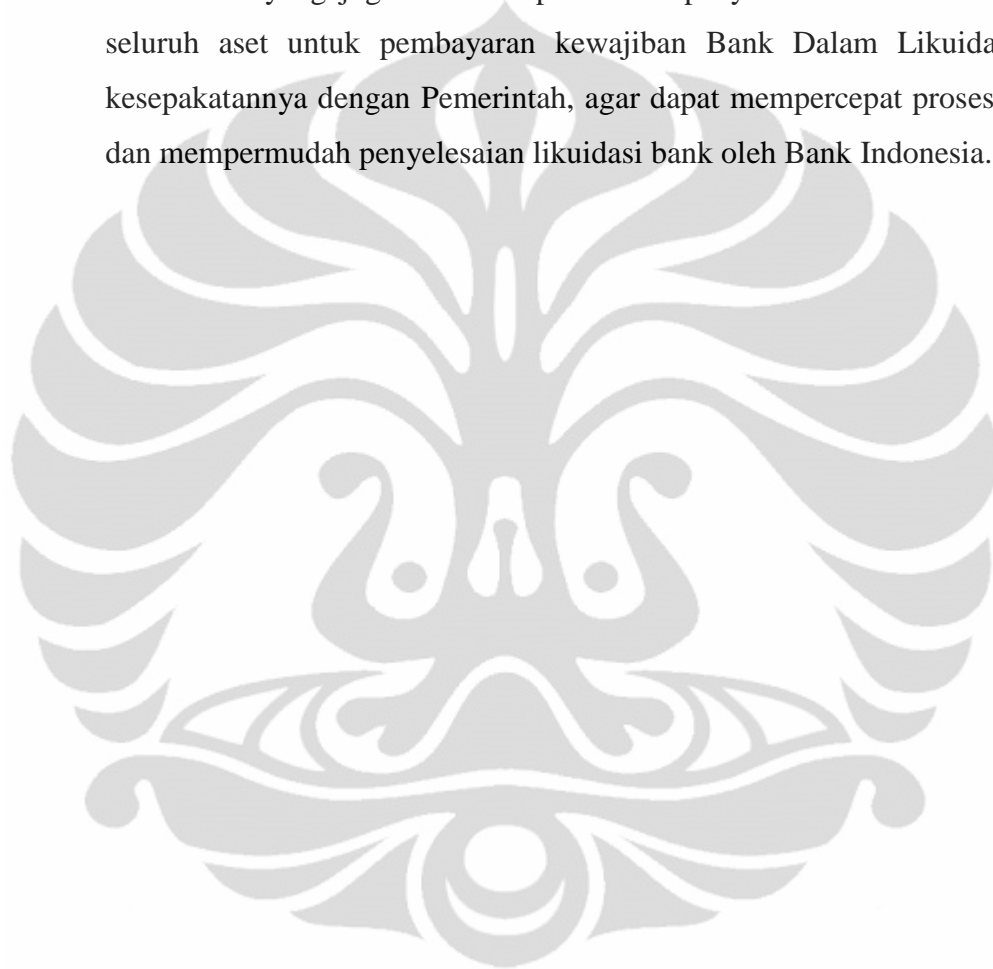 seluruh aset untuk pembayaran kewajiban Bank Dalam Likuida
kesepakatannya dengan Pemerintah, agar dapat mempercepat proses
dan mempermudah penyelesaian likuidasi bank oleh Bank Indonesia.